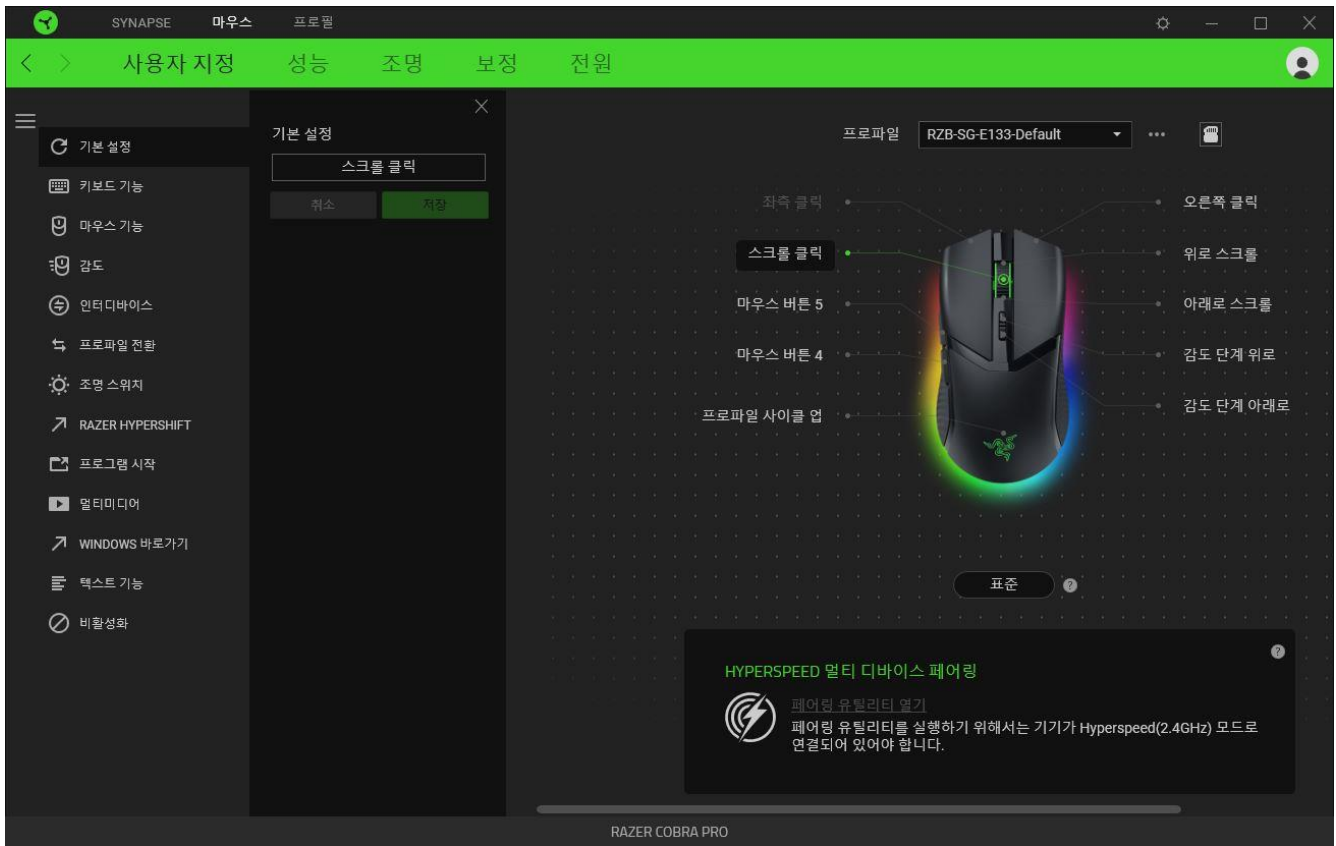 SYNAPSE 마우스 프로필
사용자 지정 성능 조명 보정 전원
기본 설정
키보드 기능
마우스 기능
감도
인터디바이스
프로파일 전환
조명 스위치
RAZER HYPERSHIFT
프로그램 시작
멀티미디어
WINDOWS 바로가기
텍스트 기능
비활성화
기본 설정
스크롤 클릭
취소 저장
프로파일 RZB-SG-E133-Default
좌측 클릭
스크롤 클릭
마우스 버튼 5
마우스 버튼 4
프로파일 사이클 업
오른쪽 클릭
위로 스크롤
아래로 스크롤
감도 단계 위로
감도 단계 아래로
표준 ?
?
HYPERSPEED 멀티 디바이스 페어링
페어링 유틸리티 열기
페어링 유틸리티를 실행하기 위해서는 기기가 Hyperspeed(2.4GHz) 모드로
연결되어 있어야 합니다.
RAZER COBRA PRO